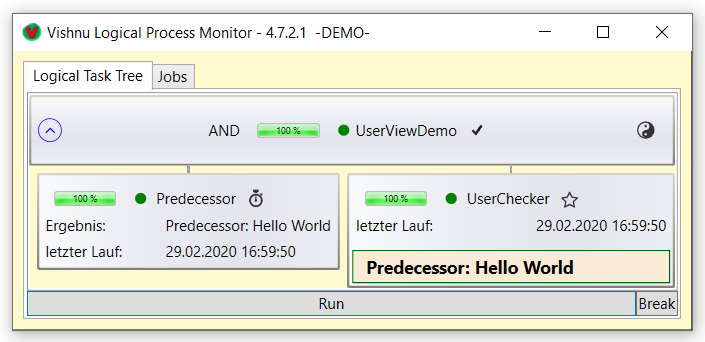 Vishnu Logical Process Monitor - 4.7.2.1 -DEMO-
Logical Task Tree Jobs
AND 100 % UserViewDemo
100 % Predecessor
Ergebnis: Predecessor: Hello World
letzter Lauf: 29.02.2020 16:59:50
100 % UserChecker
letzter Lauf: 29.02.2020 16:59:50
Predecessor: Hello World
Run Break